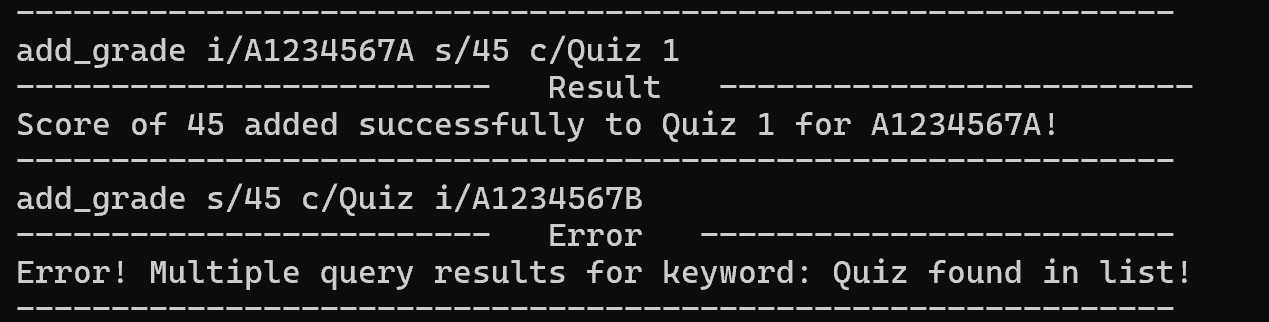 -------------------------------------------------------------
add_grade i/A1234567A s/45 c/Quiz 1
-------------------------   Result   -------------------------
Score of 45 added successfully to Quiz 1 for A1234567A!
-------------------------------------------------------------
add_grade s/45 c/Quiz i/A1234567B
-------------------------   Error   -------------------------
Error! Multiple query results for keyword: Quiz found in list!
-------------------------------------------------------------